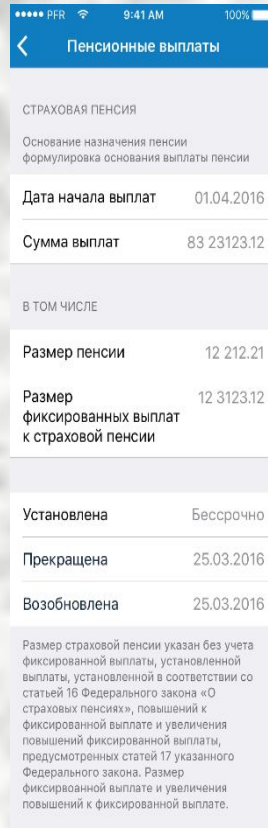 PFR 9:41 AM 100%
Пенсионные выплаты
СТРАХОВАЯ ПЕНСИЯ
Основание назначения пенсии
формулировка основания выплаты пенсии
Дата начала выплат 01.04.2016
Сумма выплат 83 23123.12
В ТОМ ЧИСЛЕ
Размер пенсии 12 212.21
Размер 12 3123.12
фиксированных выплат
к страховой пенсии
Установлена Бессрочно
Прекращена 25.03.2016
Возобновлена 25.03.2016
Размер страховой пенсии указан без учета
фиксированной выплаты, установленной
выплаты, установленной в соответствии со
статьей 16 Федерального закона «О
страховых пенсиях», повышений к
фиксированной выплате и увеличения
повышений фиксированной выплаты,
предусмотренных статей 17 указанного
Федерального закона. Размер
фиксирвоанной выплате и увеличения
повышений к фиксированной выплате.